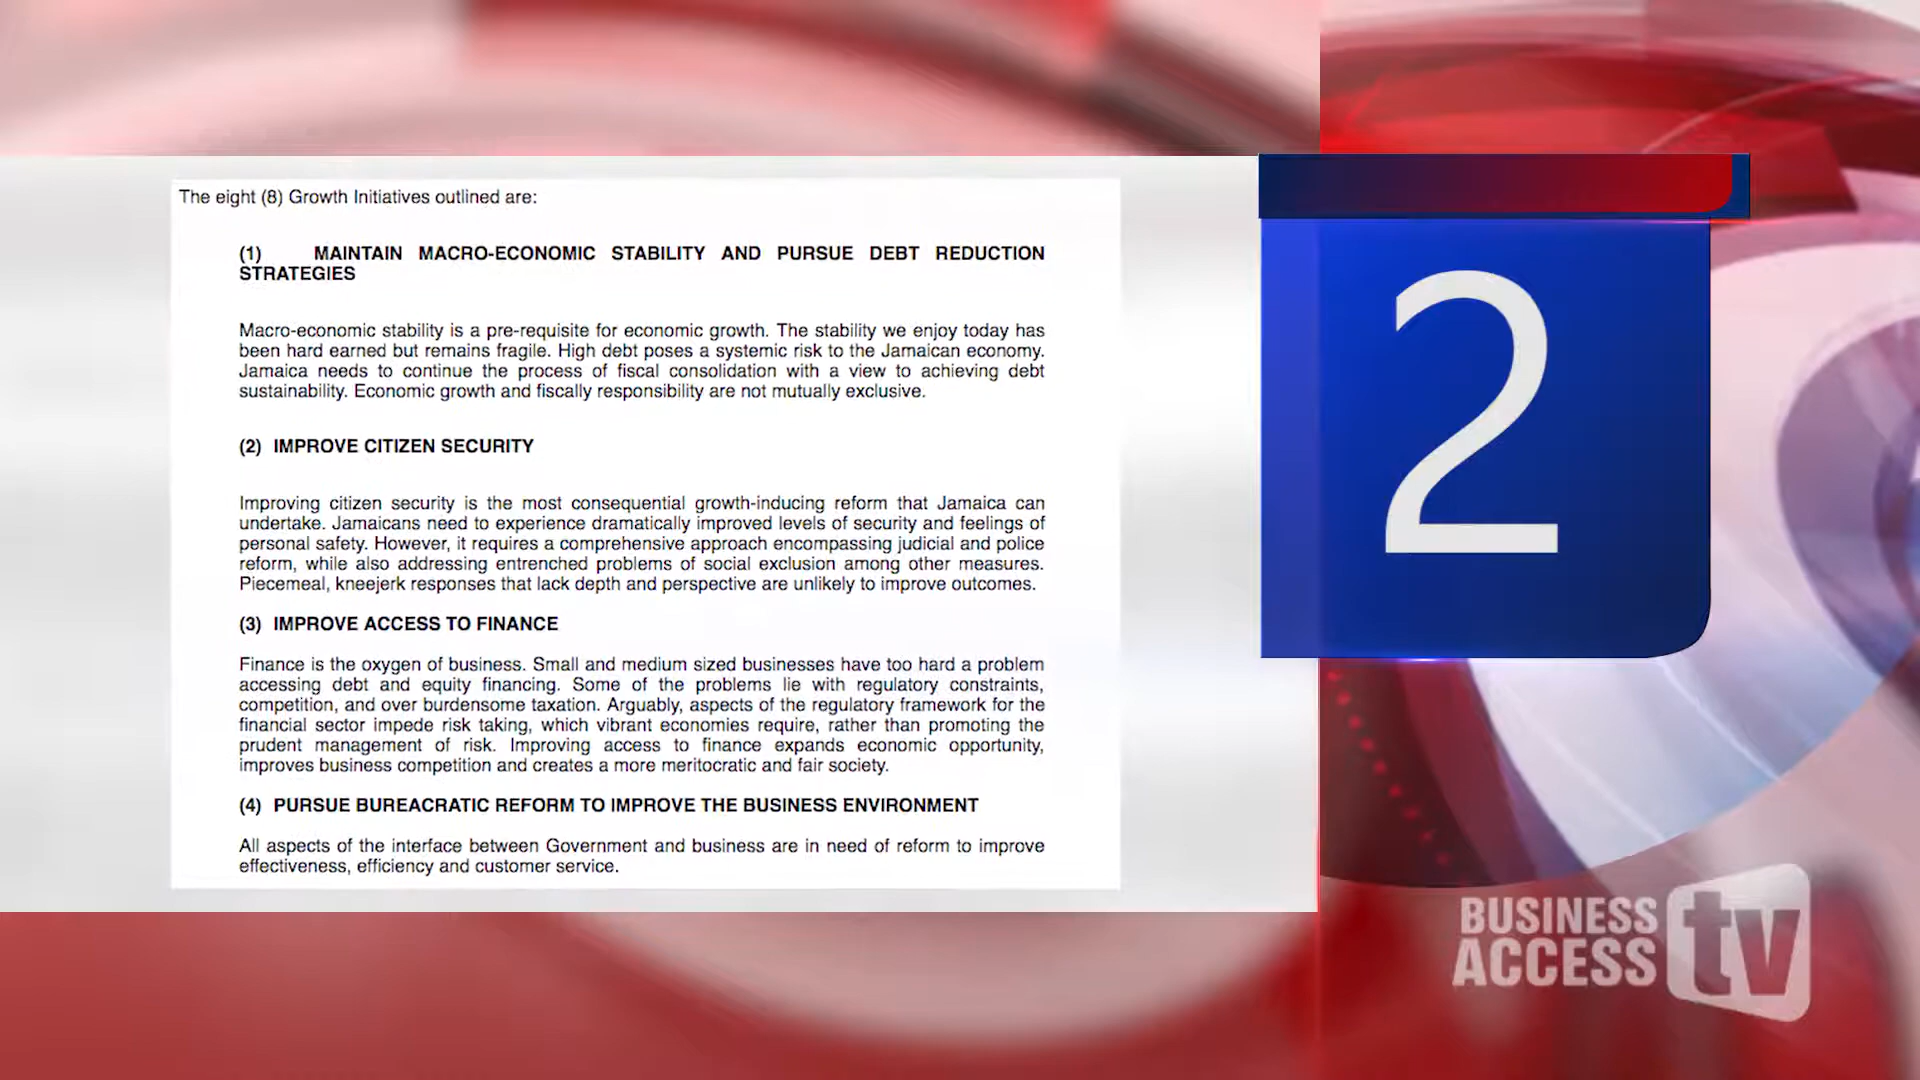 The eight (8) Growth Initiatives outlined are:
(1) MAINTAIN MACRO-ECONOMIC STABILITY AND PURSUE DEBT REDUCTION
STRATEGIES
Macro-economic stability is a pre-requisite for economic growth. The stability we enjoy today has
been hard earned but remains fragile. High debt poses a systemic risk to the Jamaican economy.
Jamaica needs to continue the process of fiscal consolidation with a view to achieving debt
sustainability. Economic growth and fiscally responsibility are not mutually exclusive.
(2) IMPROVE CITIZEN SECURITY
Improving citizen security is the most consequential growth-inducing reform that Jamaica can
undertake. Jamaicans need to experience dramatically improved levels of security and feelings of
personal safety. However, it requires a comprehensive approach encompassing judicial and police
reform, while also addressing entrenched problems of social exclusion among other measures.
Piecemeal, kneejerk responses that lack depth and perspective are unlikely to improve outcomes.
(3) IMPROVE ACCESS TO FINANCE
Finance is the oxygen of business. Small and medium sized businesses have too hard a problem
accessing debt and equity financing. Some of the problems lie with regulatory constraints,
competition, and over burdensome taxation. Arguably, aspects of the regulatory framework for the
financial sector impede risk taking, which vibrant economies require, rather than promoting the
prudent management of risk. Improving access to finance expands economic opportunity,
improves business competition and creates a more meritocratic and fair society.
(4) PURSUE BUREACRATIC REFORM TO IMPROVE THE BUSINESS ENVIRONMENT
All aspects of the interface between Government and business are in need of reform to improve
effectiveness, efficiency and customer service.
2
BUSINESS
ACCESS
tv